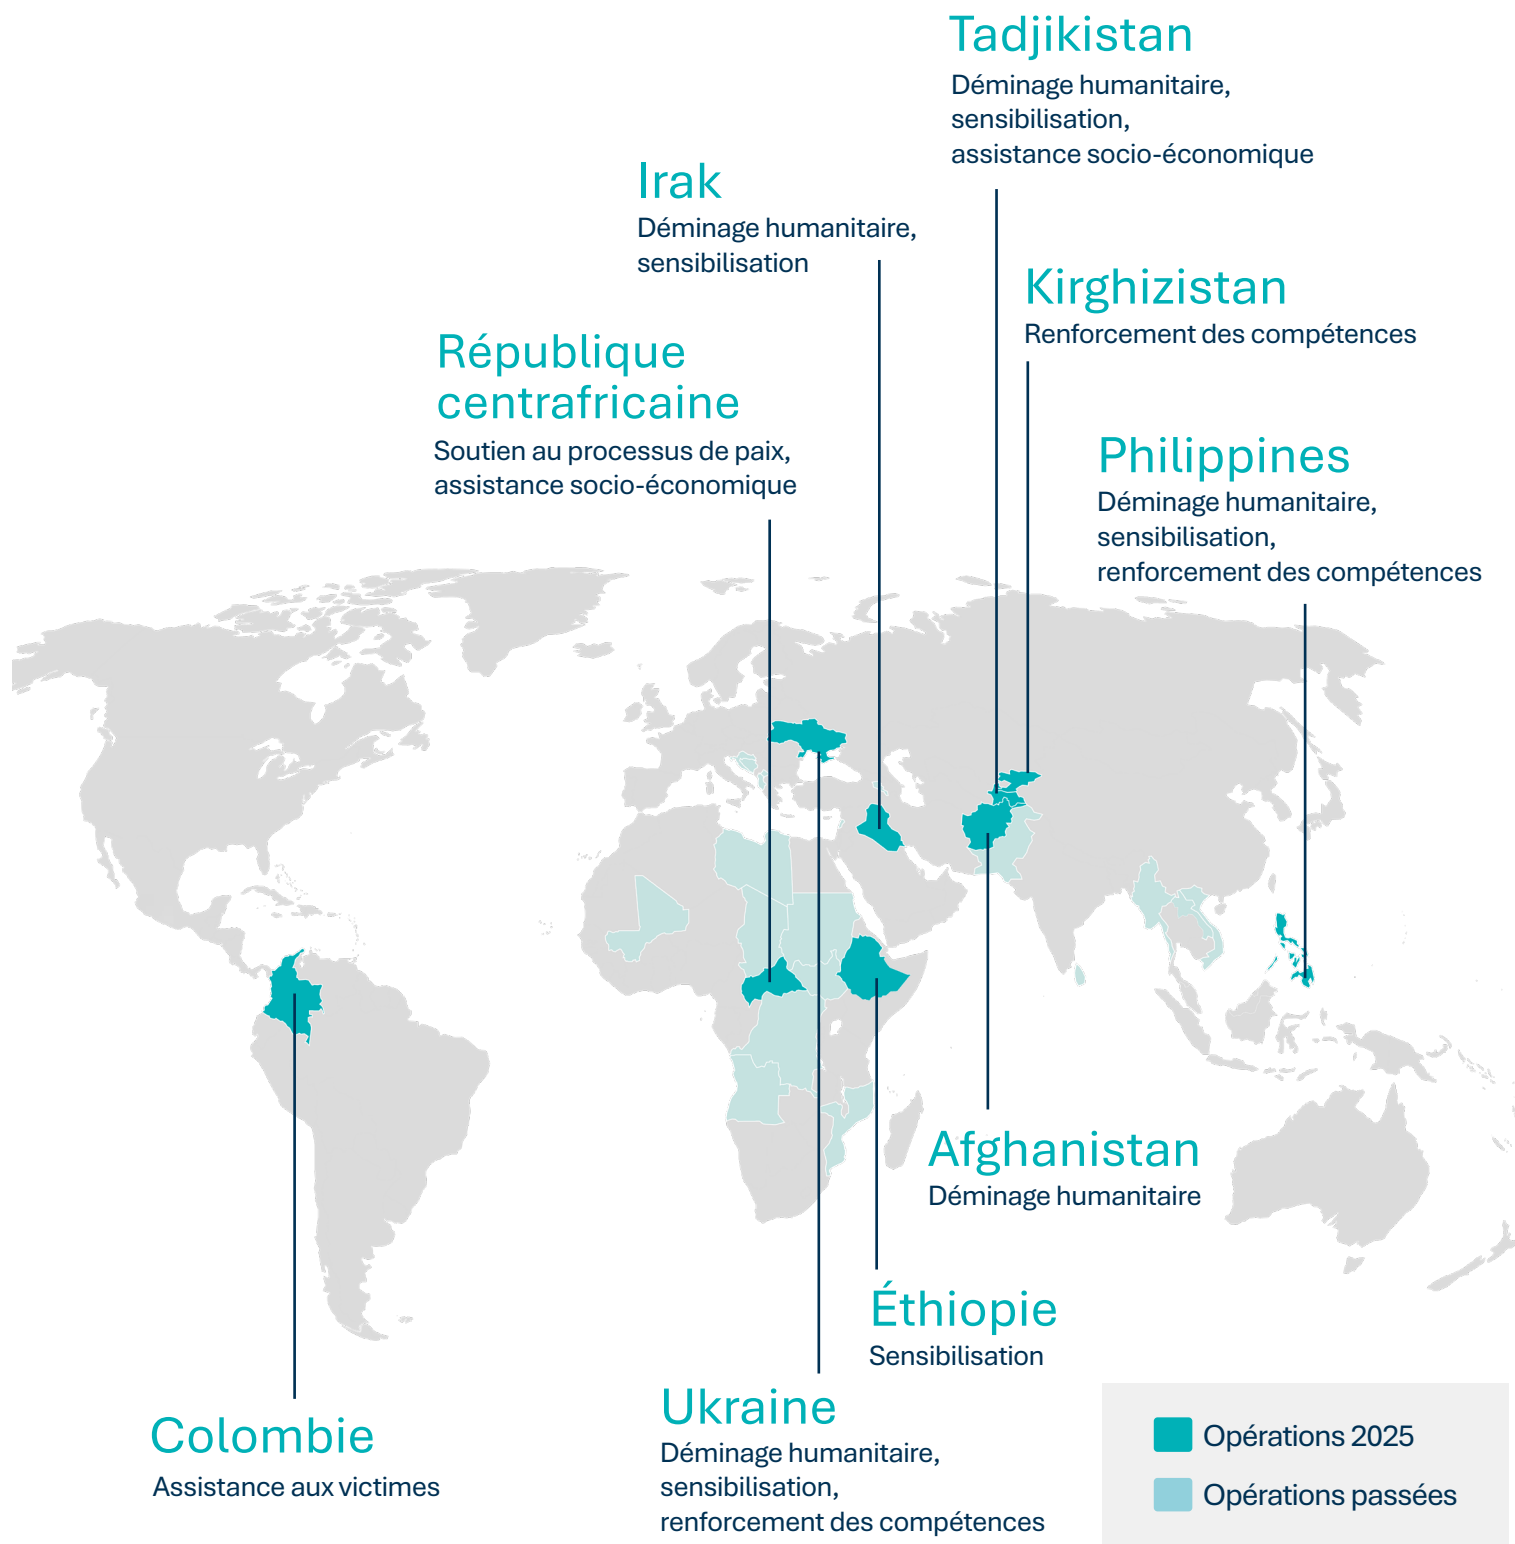 Tadjikistan
Déminage humanitaire,
sensibilisation,
assistance socio-économique
Irak
Déminage humanitaire,
sensibilisation
Kirghizistan
Renforcement des compétences
République
centrafricaine
Soutien au processus de paix,
assistance socio-économique
Philippines
Déminage humanitaire,
sensibilisation,
renforcement des compétences
Afghanistan
Déminage humanitaire
Éthiopie
Sensibilisation
Ukraine
Déminage humanitaire,
sensibilisation,
renforcement des compétences
Colombie
Assistance aux victimes
Opérations 2025
Opérations passées